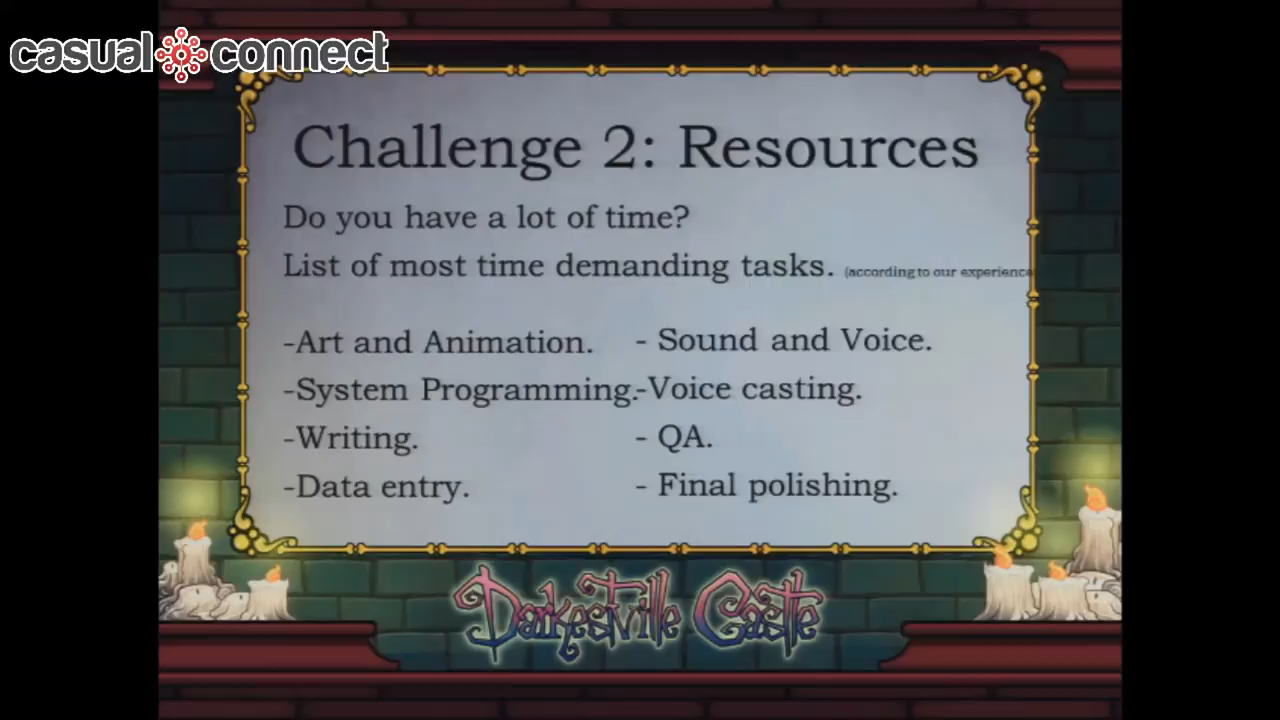 casual connect
Challenge 2: Resources
Do you have a lot of time?
List of most time demanding tasks. (according to our experience
-Art and Animation.
-System Programming.
-Writing.
-Data entry.
- Sound and Voice.
-Voice casting.
- QA.
- Final polishing.
Darkestville Castle